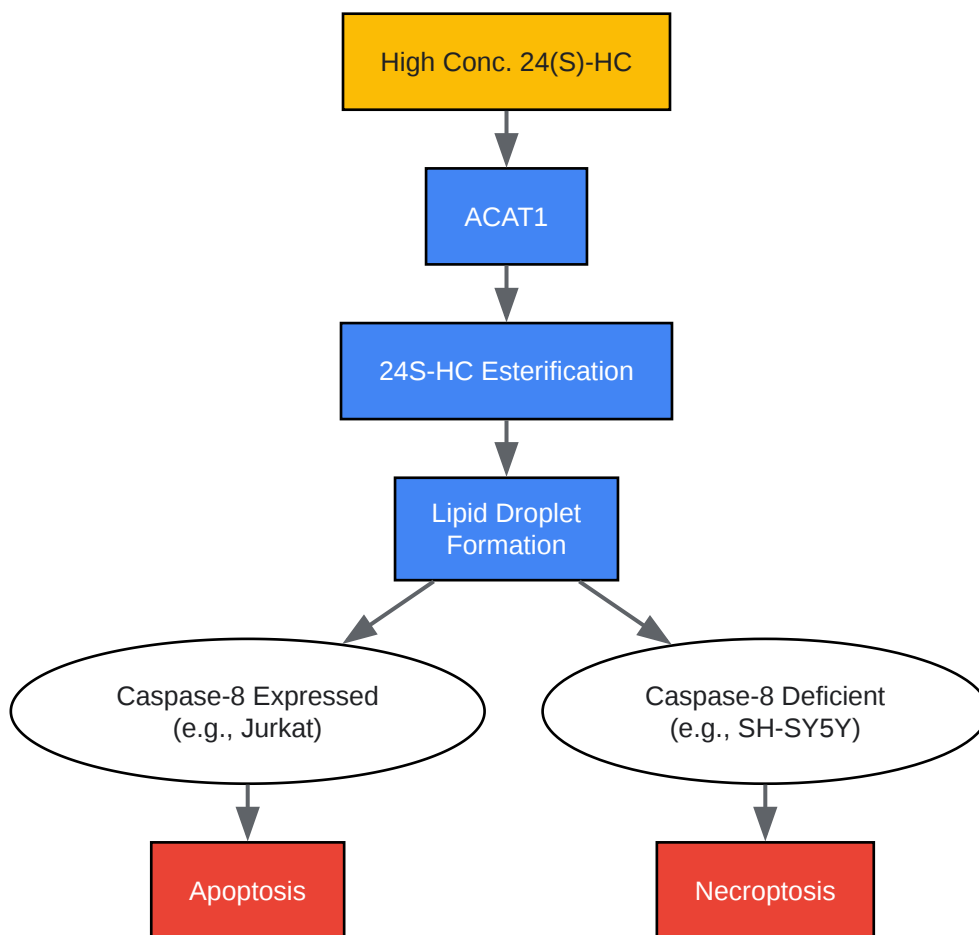 High Conc. 24(S)-HC
ACAT1
24S-HC Esterification
Lipid Droplet
Formation
Caspase-8 Expressed
(e.g., Jurkat)
Caspase-8 Deficient
(e.g., SH-SY5Y)
Apoptosis
Necroptosis